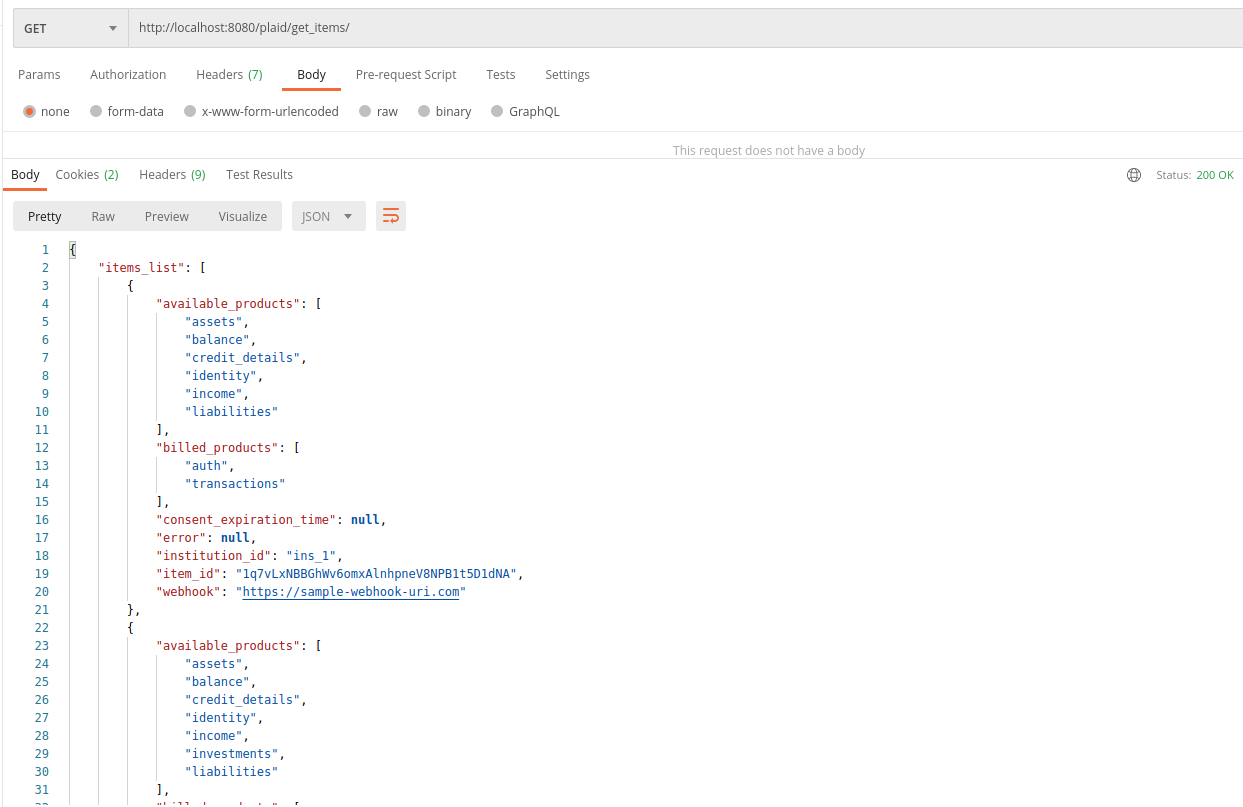 GET http://localhost:8080/plaid/get_items/
Params Authorization Headers (7) Body Pre-request Script Tests Settings
none form-data x-www-form-urlencoded raw binary GraphQL
This request does not have a body
Body Cookies (2) Headers (9) Test Results Status: 200 OK
Pretty Raw Preview Visualize JSON
1 {
2 "items_list": [
3 {
4 "available_products": [
5 "assets",
6 "balance",
7 "credit_details",
8 "identity",
9 "income",
10 "liabilities"
11 ],
12 "billed_products": [
13 "auth",
14 "transactions"
15 ],
16 "consent_expiration_time": null,
17 "error": null,
18 "institution_id": "ins_1",
19 "item_id": "1q7vLxNBBGhWv6omxAlnhpneV8NPB1t5D1dNA",
20 "webhook": "https://sample-webhook-uri.com"
21 },
22 {
23 "available_products": [
24 "assets",
25 "balance",
26 "credit_details",
27 "identity",
28 "income",
29 "investments",
30 "liabilities"
31 ],